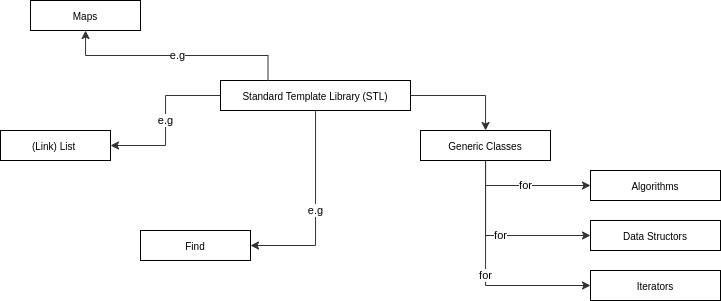 Maps
e.g
Standard Template Library (STL)
e.g
(Link) List
Generic Classes
for
Algorithms
e.g
for
Data Structors
Find
for
Iterators